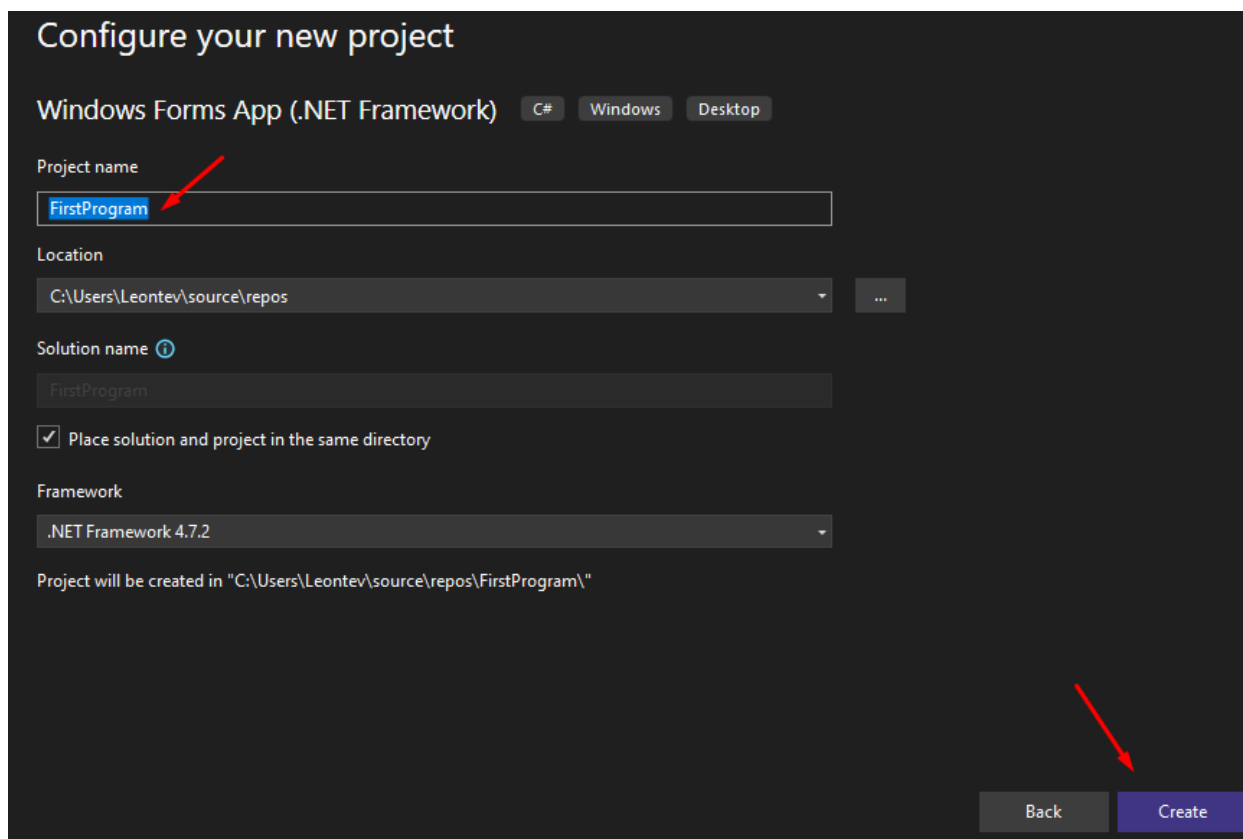 Configure your new project
Windows Forms App (.NET Framework) C# Windows Desktop
Project name
FirstProgram
Location
C:\Users\Leontev\source\repos
...
Solution name
FirstProgram
Place solution and project in the same directory
Framework
.NET Framework 4.7.2
Project will be created in "C:\Users\Leontev\source\repos\FirstProgram\"
Back Create